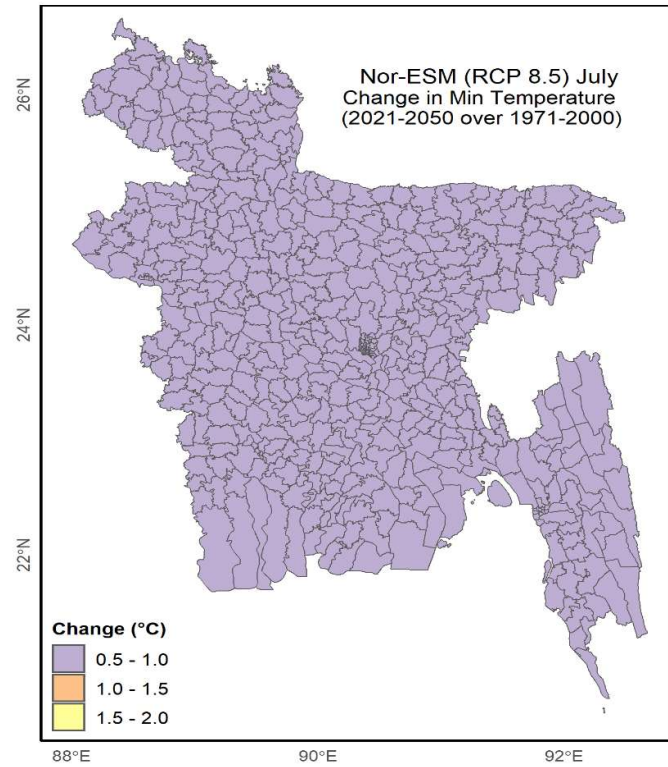 Nor-ESM (RCP 8.5) July
Change in Min Temperature
(2021-2050 over 1971-2000)
26°N
24°N
22°N
Change (°C)
0.5 - 1.0
1.0 - 1.5
1.5 - 2.0
88°E
90°E
92°E